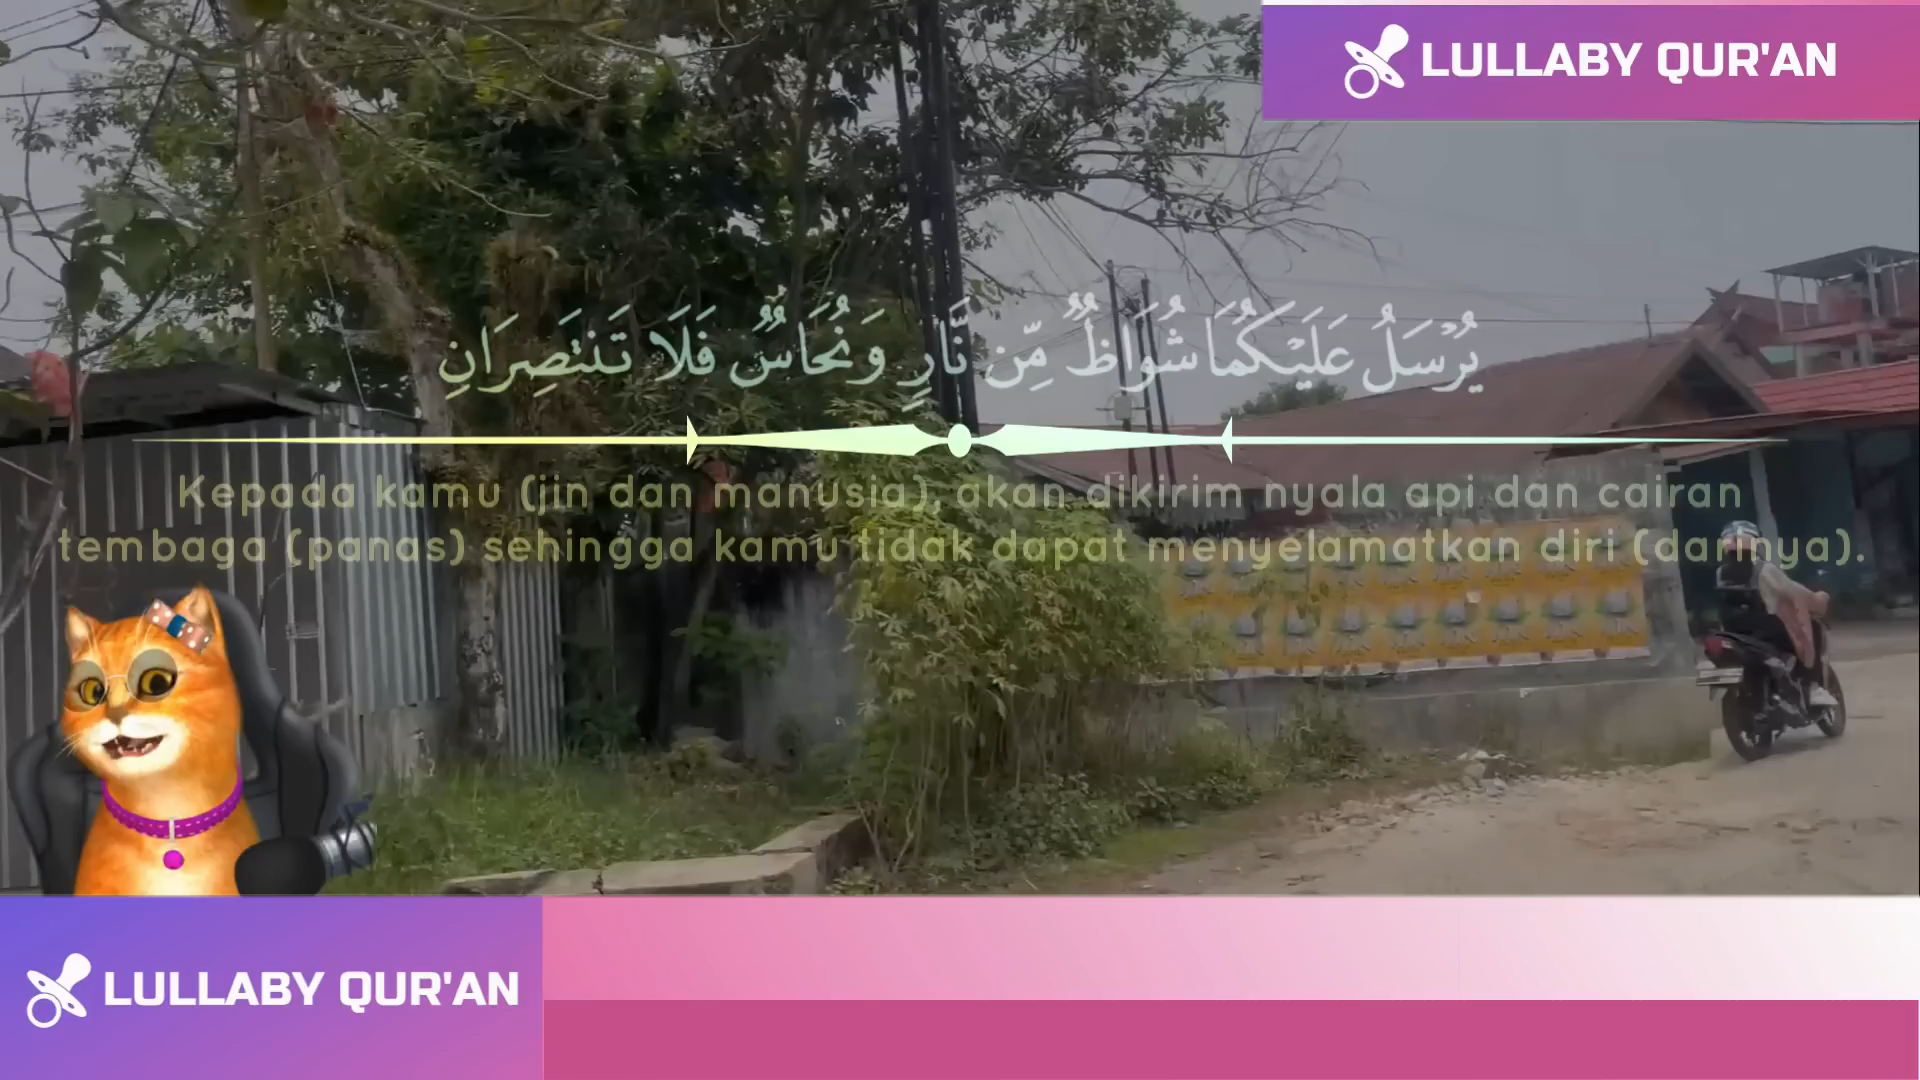 LULLABY QUR'AN
يُرْسَلُ عَلَيْكُمَا شُوَاظٌ مِّن نَّارٍ وَنُحَاسٌ فَلَا تَنتَصِرَانِ
Kepada kamu (jin dan manusia), akan dikirim nyala api dan cairan
tembaga (panas) sehingga kamu tidak dapat menyelamatkan diri (darinya).
LULLABY QUR'AN